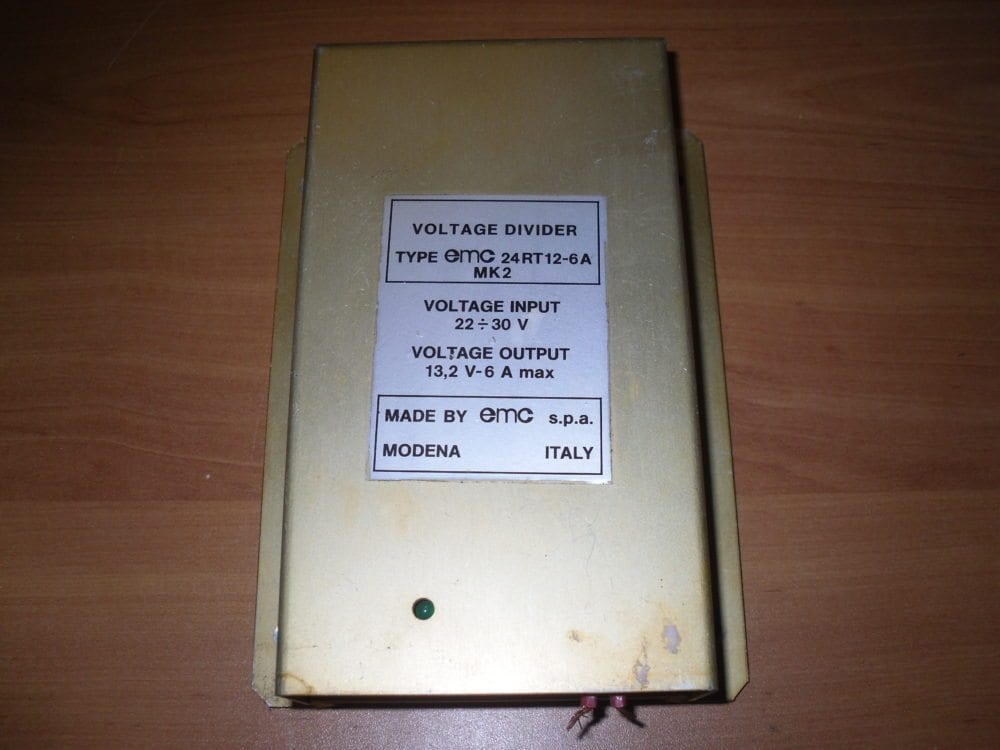 VOLTAGE DIVIDER
TYPE emc 24RT12-6A
MK2
VOLTAGE INPUT
22÷30 V
VOLTAGE OUTPUT
13,2 V-6 A max
MADE BY emc s.p.a.
MODENA ITALY